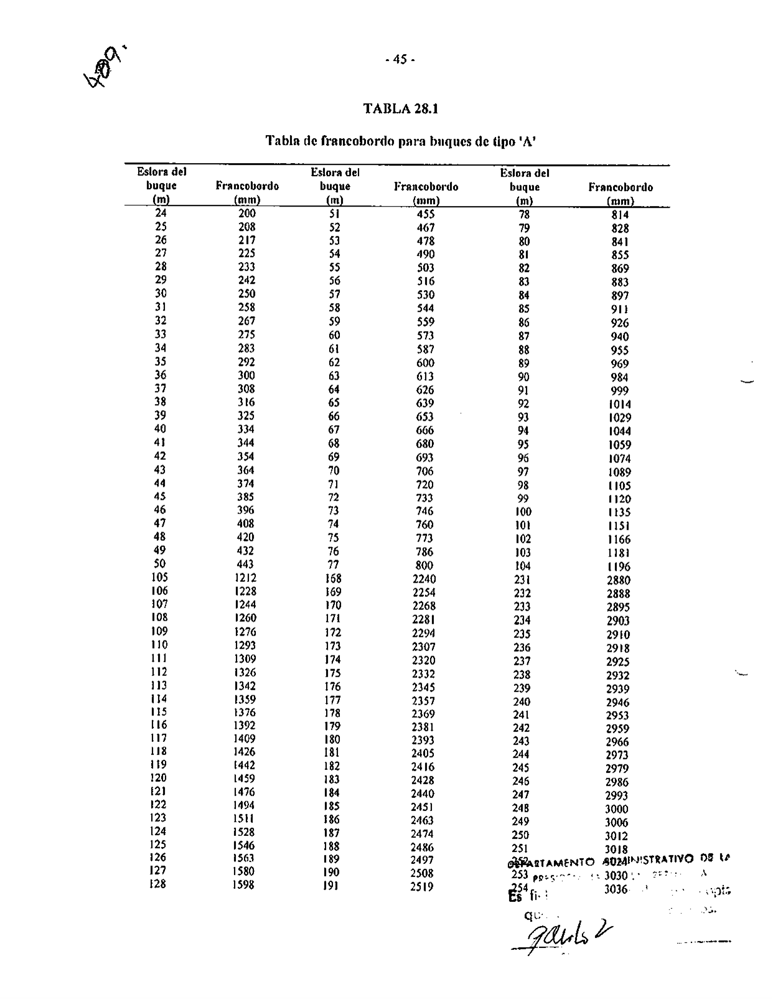 409.
- 45 -
TABLA 28.1
Tabla de francobordo para buques de tipo 'A'
Eslora del Eslora del Eslora del
buque Francobordo buque Francobordo buque Francobordo
(m) (mm) (m) (mm) (m) (mm)
24 200 51 455 78 814
25 208 52 467 79 828
26 217 53 478 80 841
27 225 54 490 81 855
28 233 55 503 82 869
29 242 56 516 83 883
30 250 57 530 84 897
31 258 58 544 85 911
32 267 59 559 86 926
33 275 60 573 87 940
34 283 61 587 88 955
35 292 62 600 89 969
36 300 63 613 90 984
37 308 64 626 91 999
38 316 65 639 92 1014
39 325 66 653 93 1029
40 334 67 666 94 1044
41 344 68 680 95 1059
42 354 69 693 96 1074
43 364 70 706 97 1089
44 374 71 720 98 1105
45 385 72 733 99 1120
46 396 73 746 100 1135
47 408 74 760 101 1151
48 420 75 773 102 1166
49 432 76 786 103 1181
50 443 77 800 104 1196
105 1212 168 2240 231 2880
106 1228 169 2254 232 2888
107 1244 170 2268 233 2895
108 1260 171 2281 234 2903
109 1276 172 2294 235 2910
110 1293 173 2307 236 2918
111 1309 174 2320 237 2925
112 1326 175 2332 238 2932
113 1342 176 2345 239 2939
114 1359 177 2357 240 2946
115 1376 178 2369 241 2953
116 1392 179 2381 242 2959
117 1409 180 2393 243 2966
118 1426 181 2405 244 2973
119 1442 182 2416 245 2979
120 1459 183 2428 246 2986
121 1476 184 2440 247 2993
122 1494 185 2451 248 3000
123 1511 186 2463 249 3006
124 1528 187 2474 250 3012
125 1546 188 2486 251 3018
126 1563 189 2497 252 3024
127 1580 190 2508 253 3030
128 1598 191 2519 254 3036
DEPARTAMENTO ADMINISTRATIVO DE LA
Es